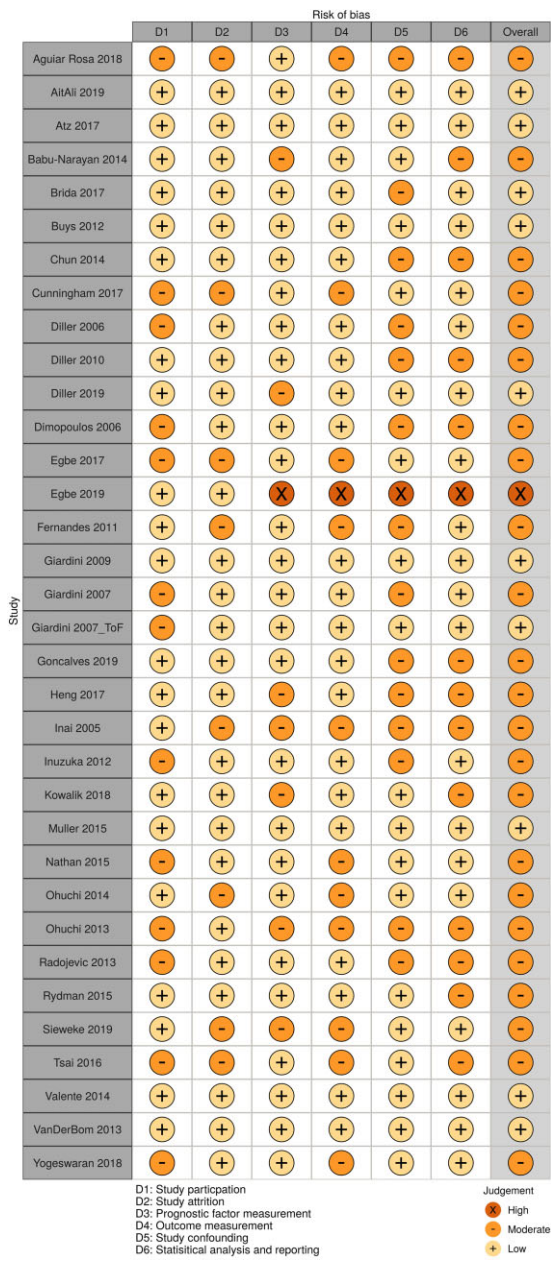 Risk of bias
D1 D2 D3 D4 D5 D6 Overall
Aguiar Rosa 2018 - - + - - - -
AitAli 2019 + + + + + + +
Atz 2017 + + + + + + +
Babu-Narayan 2014 + + - + + - -
Brida 2017 + + + + - + +
Buys 2012 + + + + + + +
Chun 2014 + + + + - - -
Cunningham 2017 - - + - + + -
Diller 2006 - + + + - + -
Diller 2010 + + + + - - -
Diller 2019 + + - + + + +
Dimopoulos 2006 - + + + - - -
Egbe 2017 - - + - + + -
Egbe 2019 + + X X X X X
Fernandes 2011 + - + - - + -
Giardini 2009 + + + + + + +
Giardini 2007 - + + + - + -
Giardini 2007_ToF - + + + + + +
Goncalves 2019 + + + + - - -
Heng 2017 + + - + - - -
Inai 2005 + - - - - - -
Inuzuka 2012 - + + + - + -
Kowalik 2018 + + - + + - -
Muller 2015 + + + + + + +
Nathan 2015 - + + - + + -
Ohuchi 2014 + - + - + + -
Ohuchi 2013 - + - - - - -
Radojevic 2013 - + + + - - -
Rydman 2015 + + + + + - -
Sieweke 2019 + - - - + + -
Tsai 2016 - - + - + - -
Valente 2014 + + + + + + +
VanDerBom 2013 + + + + + + +
Yogeswaran 2018 - + + - + + -
Study
D1: Study particpation
D2: Study attrition
D3: Prognostic factor measurement
D4: Outcome measurement
D5: Study confounding
D6: Statisitical analysis and reporting
Judgement
X High
- Moderate
+ Low